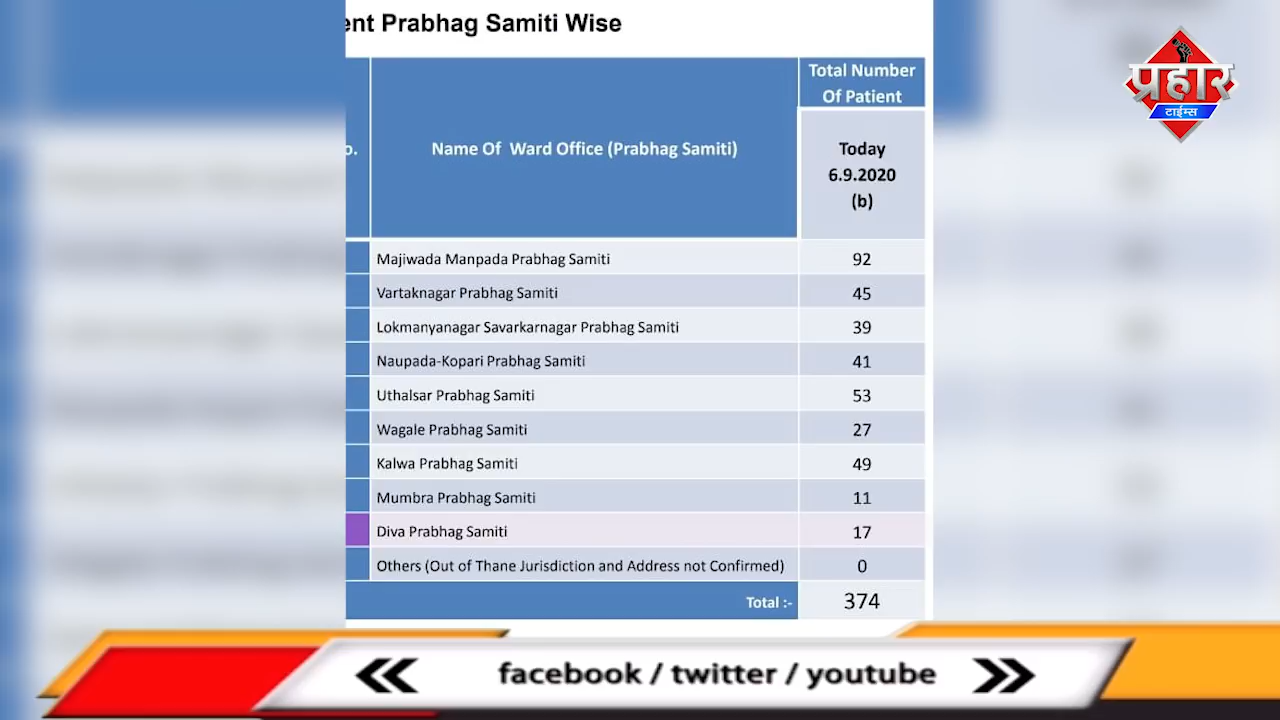 ent Prabhag Samiti Wise
प्रहार
टाईम्स
o.
Name Of Ward Office (Prabhag Samiti)
Total Number
Of Patient
Today
6.9.2020
(b)
Majiwada Manpada Prabhag Samiti 92
Vartaknagar Prabhag Samiti 45
Lokmanyanagar Savarkarnagar Prabhag Samiti 39
Naupada-Kopari Prabhag Samiti 41
Uthalsar Prabhag Samiti 53
Wagale Prabhag Samiti 27
Kalwa Prabhag Samiti 49
Mumbra Prabhag Samiti 11
Diva Prabhag Samiti 17
Others (Out of Thane Jurisdiction and Address not Confirmed) 0
Total :- 374
facebook / twitter / youtube